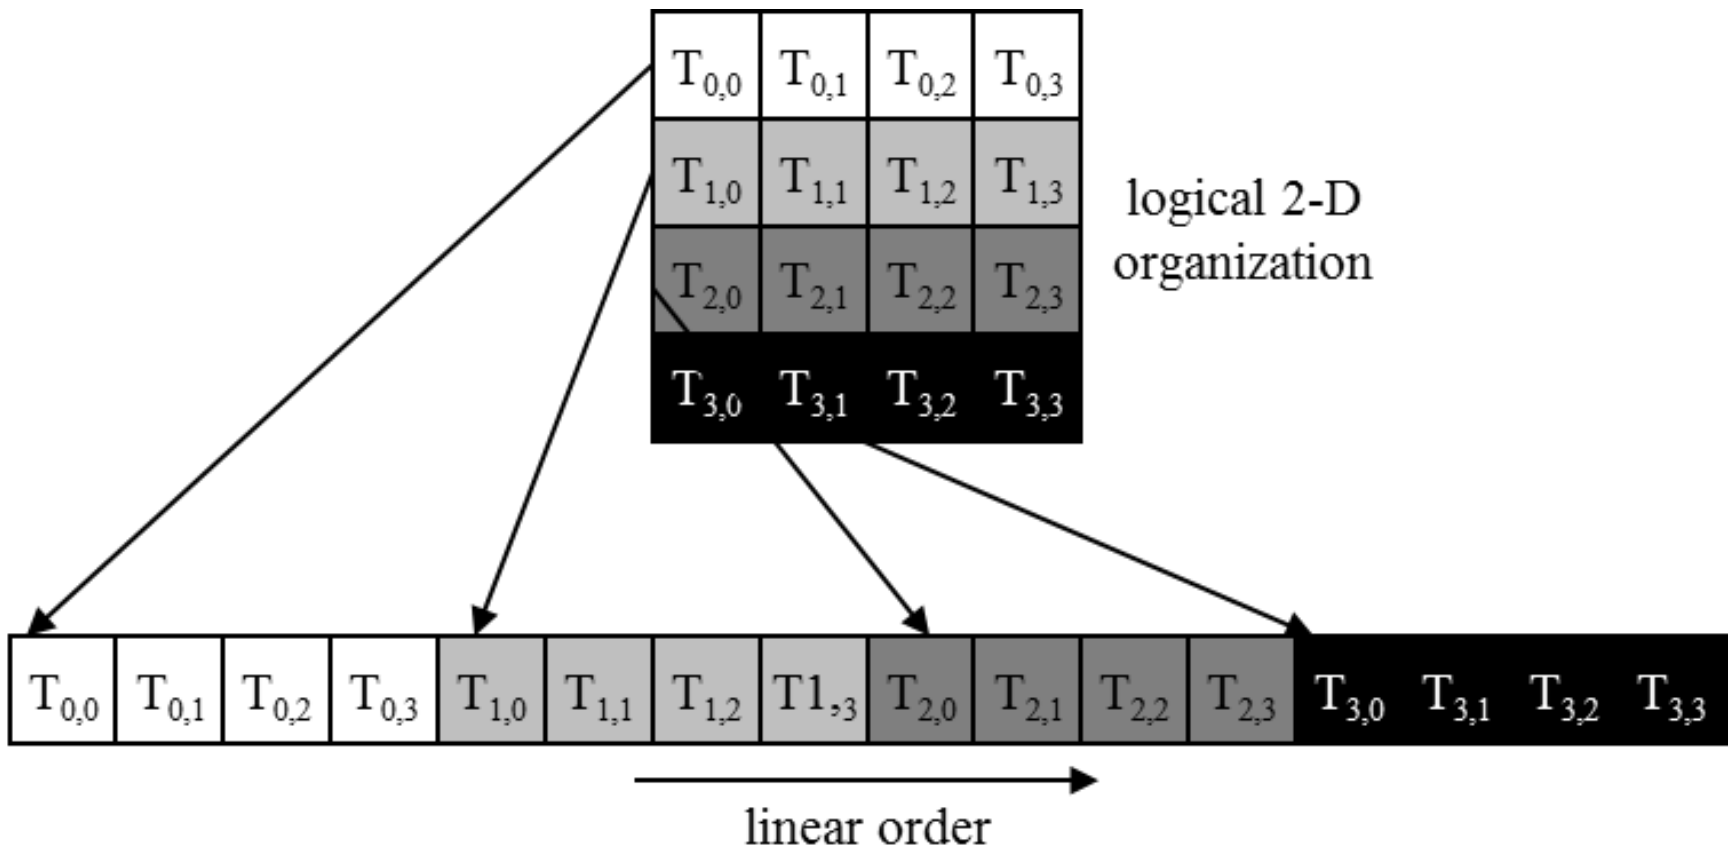 T0,0 T0,1 T0,2 T0,3
T1,0 T1,1 T1,2 T1,3
logical 2-D
organization
T2,0 T2,1 T2,2 T2,3
T3,0 T3,1 T3,2 T3,3
T0,0 T0,1 T0,2 T0,3 T1,0 T1,1 T1,2 T1,3 T2,0 T2,1 T2,2 T2,3 T3,0 T3,1 T3,2 T3,3
linear order